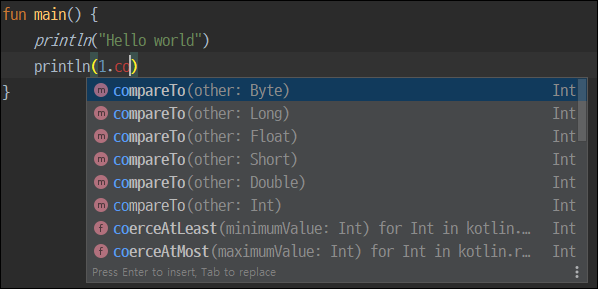 fun main() {
println("Hello world")
println(1.co)
}
m compareTo(other: Byte) Int
m compareTo(other: Long) Int
m compareTo(other: Float) Int
m compareTo(other: Short) Int
m compareTo(other: Double) Int
m compareTo(other: Int) Int
f coerceAtLeast(minimumValue: Int) for Int in kotlin.... Int
f coerceAtMost(maximumValue: Int) for Int in kotlin.r... Int
Press Enter to insert, Tab to replace